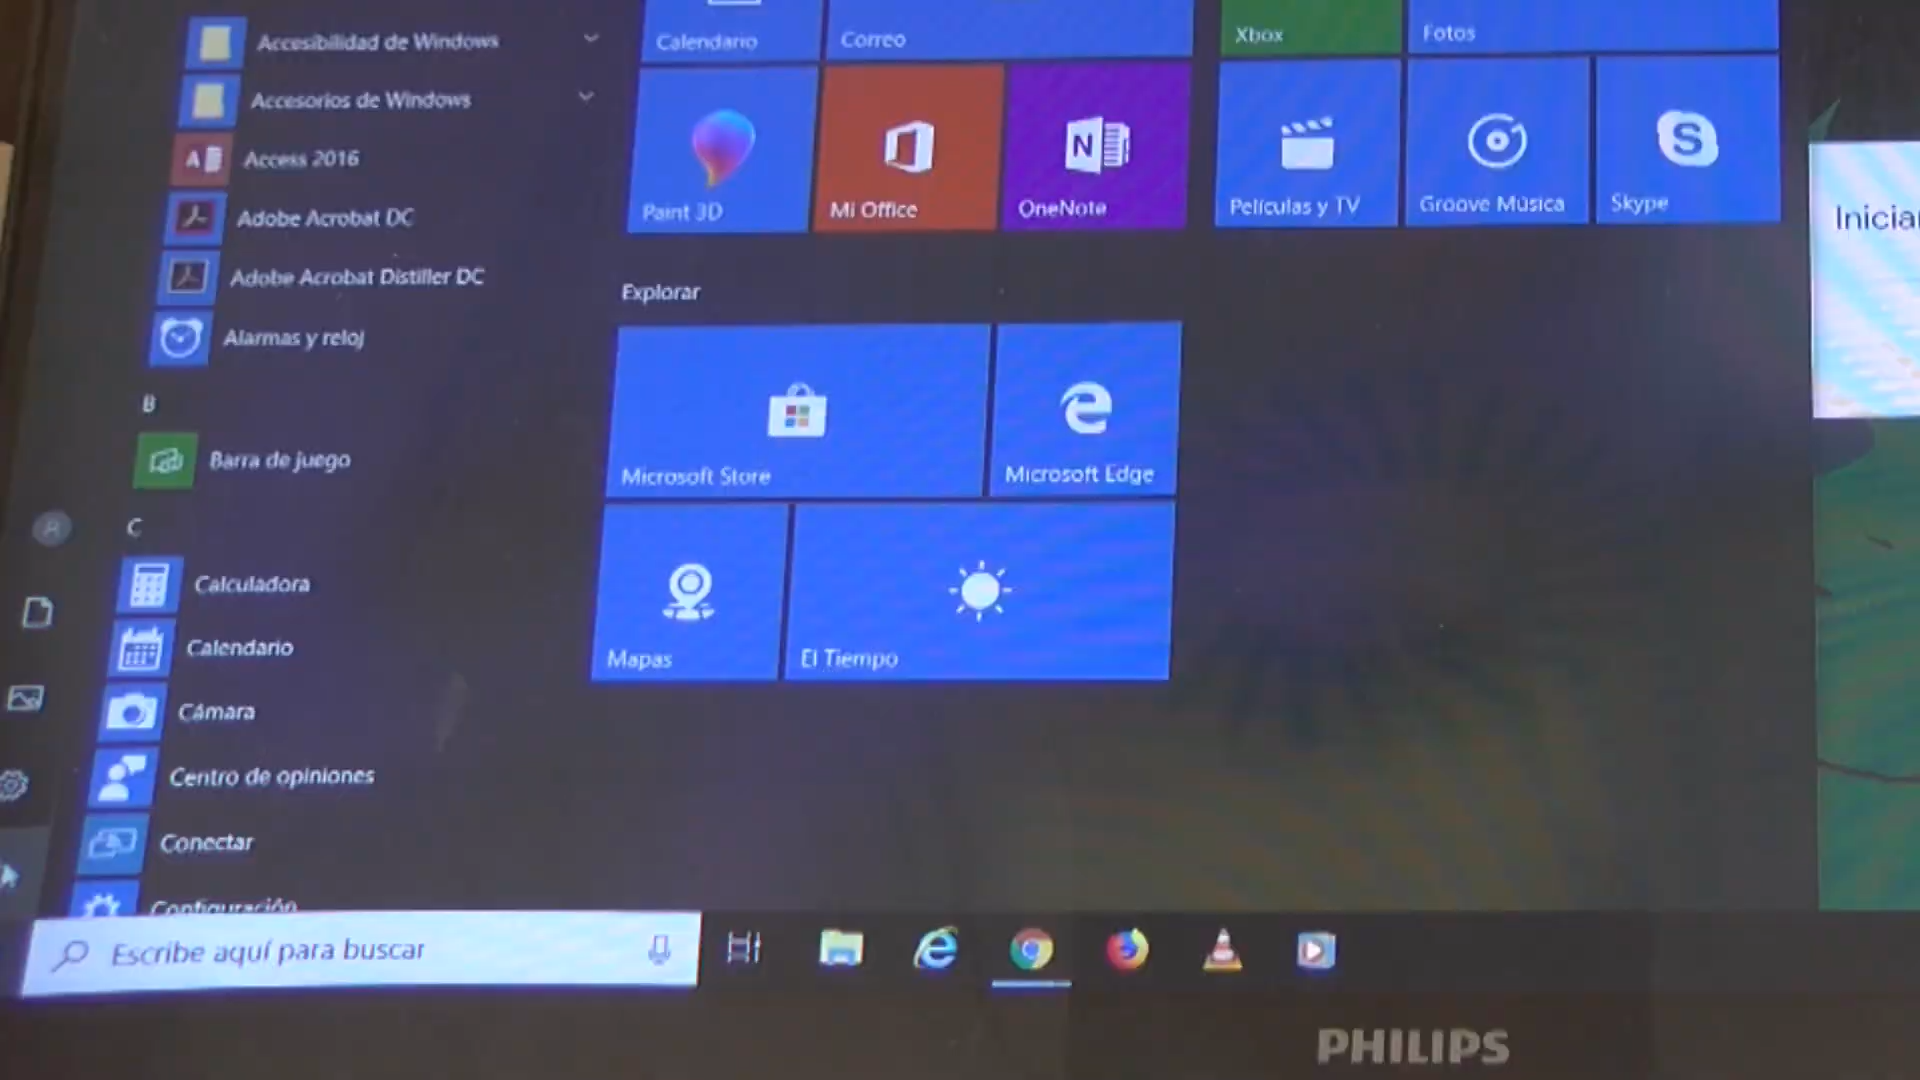 Accesibilidad de Windows
Accesorios de Windows
Access 2016
Adobe Acrobat DC
Adobe Acrobat Distiller DC
Alarmas y reloj
B
Barra de juego
C
Calculadora
Calendario
Cámara
Centro de opiniones
Conectar
Configuración
Calendario
Correo
Xbox
Fotos
Paint 3D
Mi Office
OneNote
Películas y TV
Groove Música
Skype
Explorar
Microsoft Store
Microsoft Edge
Mapas
El Tiempo
Escribe aquí para buscar
PHILIPS